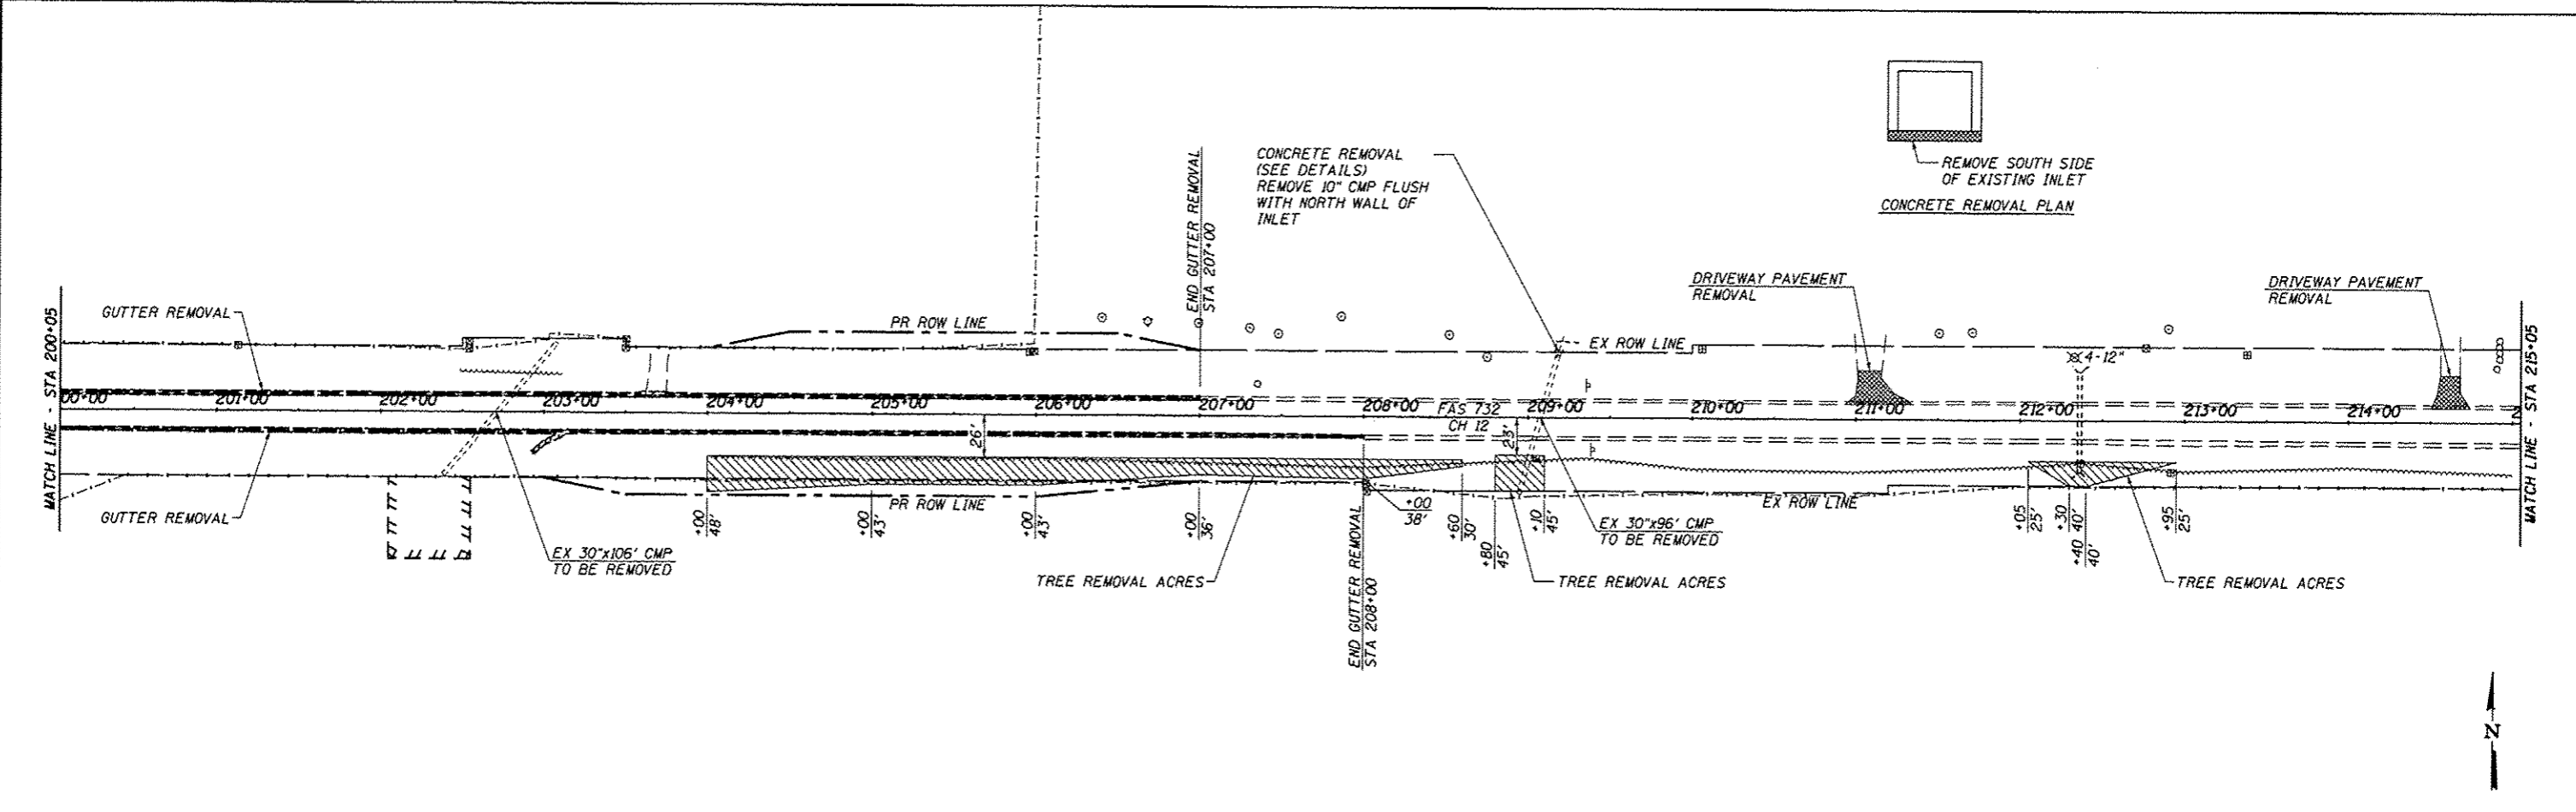 REMOVE SOUTH SIDE
OF EXISTING INLET
CONCRETE REMOVAL PLAN
CONCRETE REMOVAL
(SEE DETAILS)
REMOVE 10" CMP FLUSH
WITH NORTH WALL OF
INLET
END GUTTER REMOVAL
STA 207+00
DRIVEWAY PAVEMENT
REMOVAL
DRIVEWAY PAVEMENT
REMOVAL
MATCH LINE - STA 200+05
GUTTER REMOVAL
PR ROW LINE
EX ROW LINE
4-12"
MATCH LINE - STA 215+05
00+00
201+00
202+00
203+00
204+00
205+00
206+00
207+00
208+00
FAS 732
CH 12
209+00
210+00
211+00
212+00
213+00
214+00
26'
23'
GUTTER REMOVAL
EX 30"x106' CMP
TO BE REMOVED
PR ROW LINE
EX ROW LINE
+00
48'
+00
43'
+00
43'
+00
36'
+00
38'
+60
30'
+80
45'
+10
45'
+05
25'
+30
40'
+40
40'
+95
25'
EX 30"x96' CMP
TO BE REMOVED
TREE REMOVAL ACRES
TREE REMOVAL ACRES
TREE REMOVAL ACRES
END GUTTER REMOVAL
STA 208+00
N